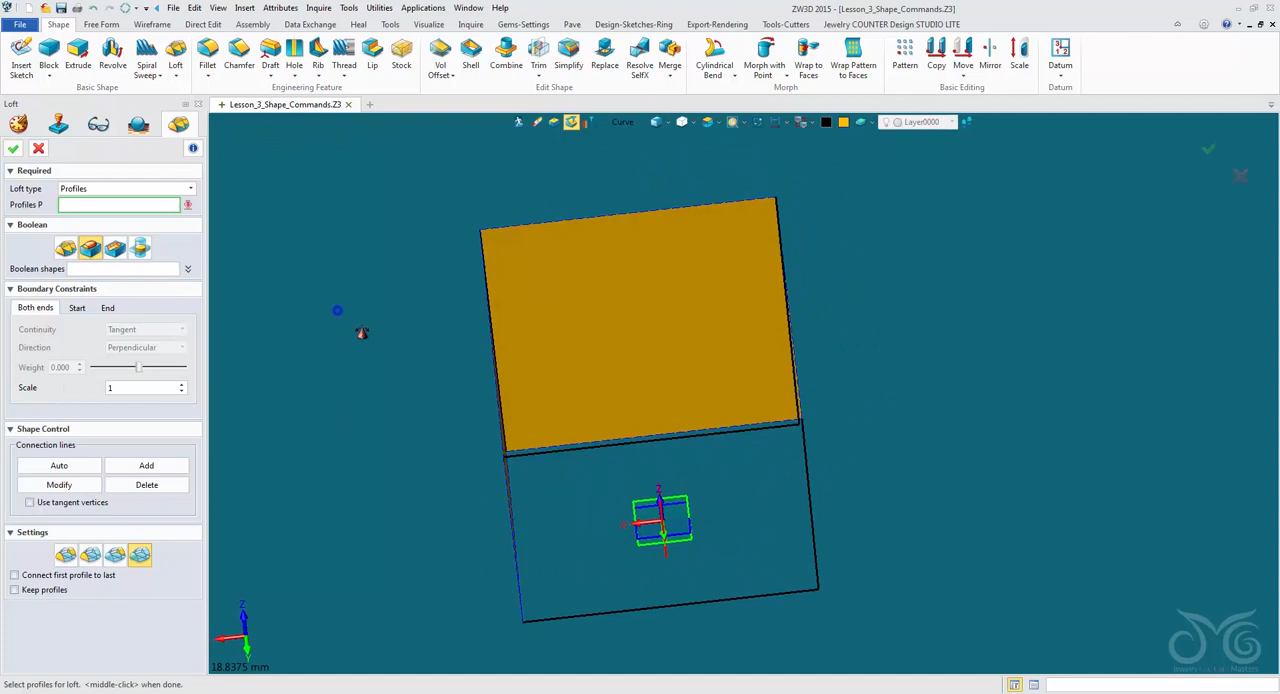 File Edit View Insert Attributes Inquire Tools Utilities Applications Window Help
ZW3D 2015 - [Lesson_3_Shape_Commands.Z3]
File Shape Free Form Wireframe Direct Edit Assembly Data Exchange Heal Tools Visualize Inquire Gems-Settings Pave Design-Sketches-Ring Export-Rendering Tools-Cutters Jewelry COUNTER Design STUDIO LITE
Insert Sketch Block Extrude Revolve Spiral Sweep Loft Fillet Chamfer Draft Hole Rib Thread Lip Stock Vol Offset Shell Combine Trim Simplify Replace Resolve SelfX Merge Cylindrical Bend Morph with Point Wrap to Faces Wrap Pattern to Faces Pattern Copy Move Mirror Scale Datum
Basic Shape Engineering Feature Edit Shape Morph Basic Editing Datum
Loft
Lesson_3_Shape_Commands.Z3
Curve
Layer0000
Required
Loft type Profiles
Profiles P
Boolean
Boolean shapes
Boundary Constraints
Both ends Start End
Continuity Tangent
Direction Perpendicular
Weight 0.000
Scale 1
Shape Control
Connection lines
Auto Add
Modify Delete
Use tangent vertices
Settings
Connect first profile to last
Keep profiles
Z
Z
Y
18.8375 mm
Select profiles for loft. <middle-click> when done.